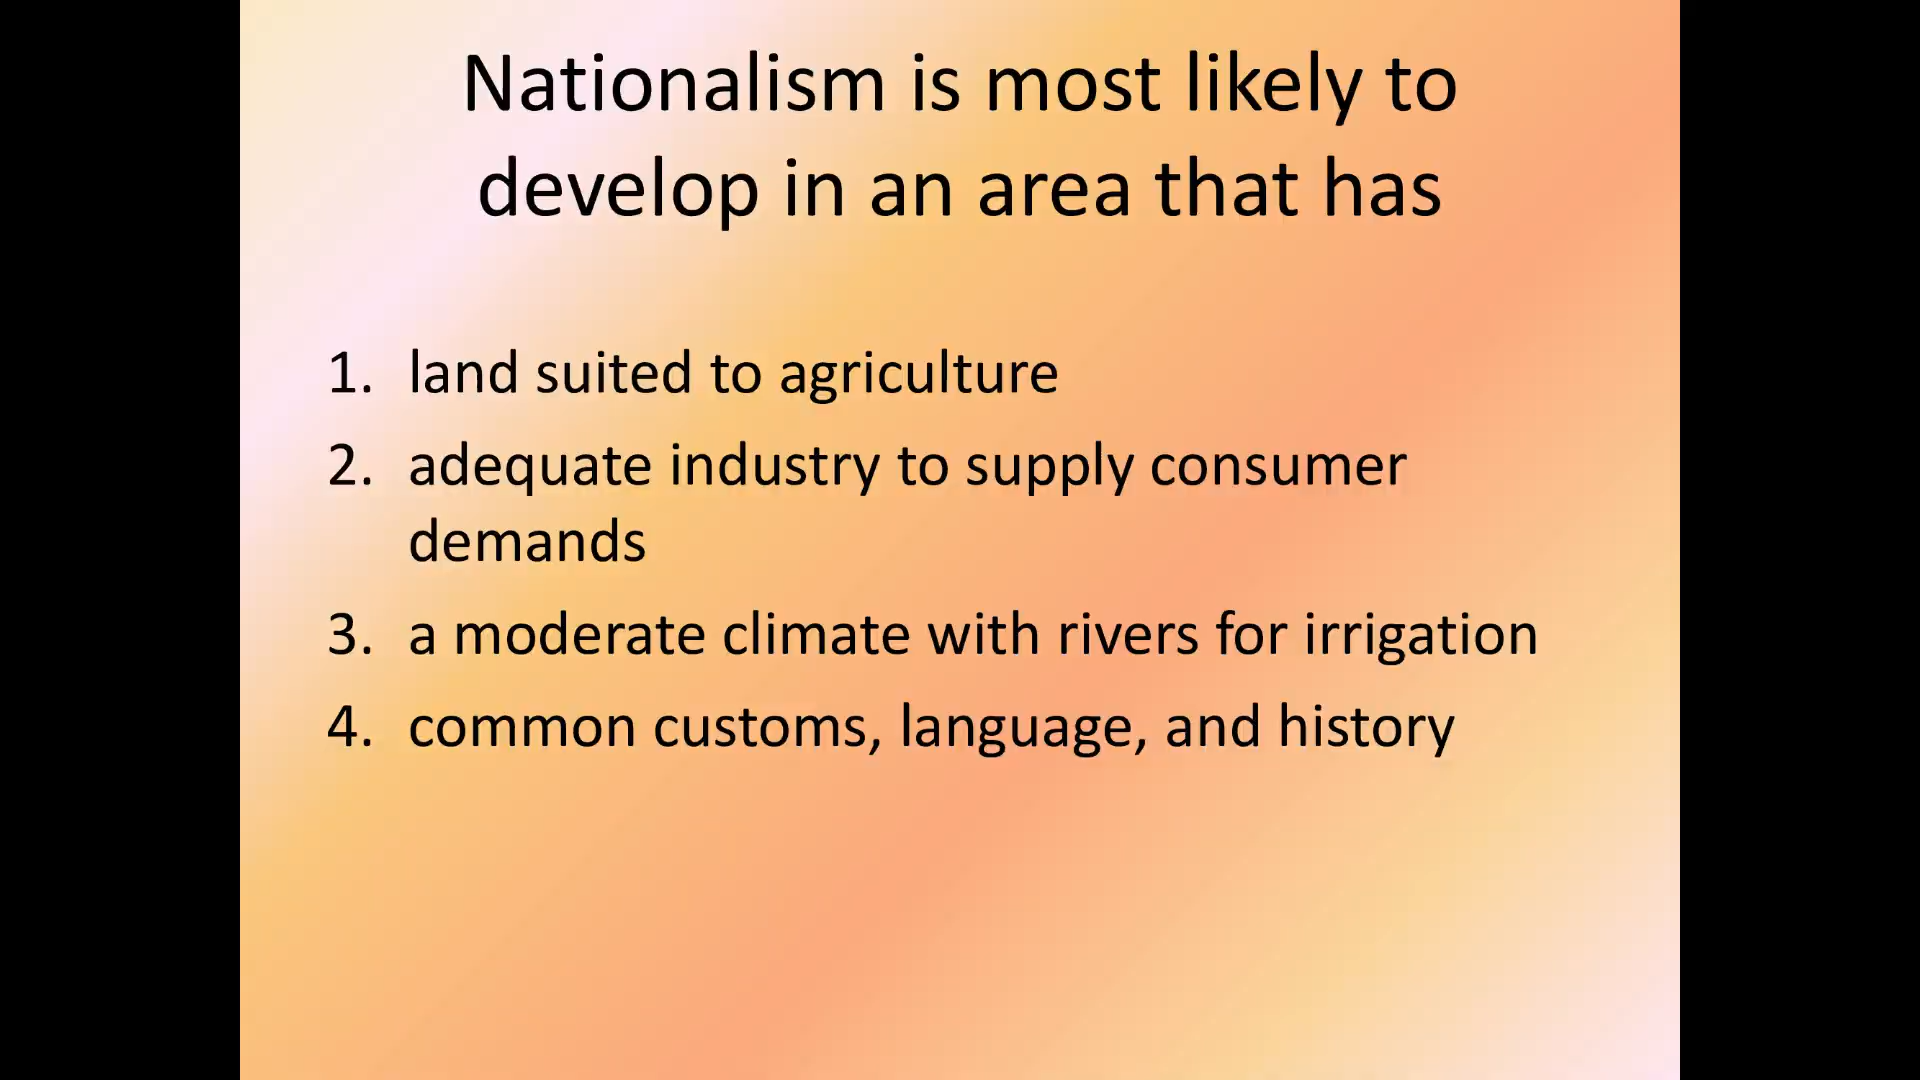 Nationalism is most likely to
develop in an area that has
1. land suited to agriculture
2. adequate industry to supply consumer
demands
3. a moderate climate with rivers for irrigation
4. common customs, language, and history